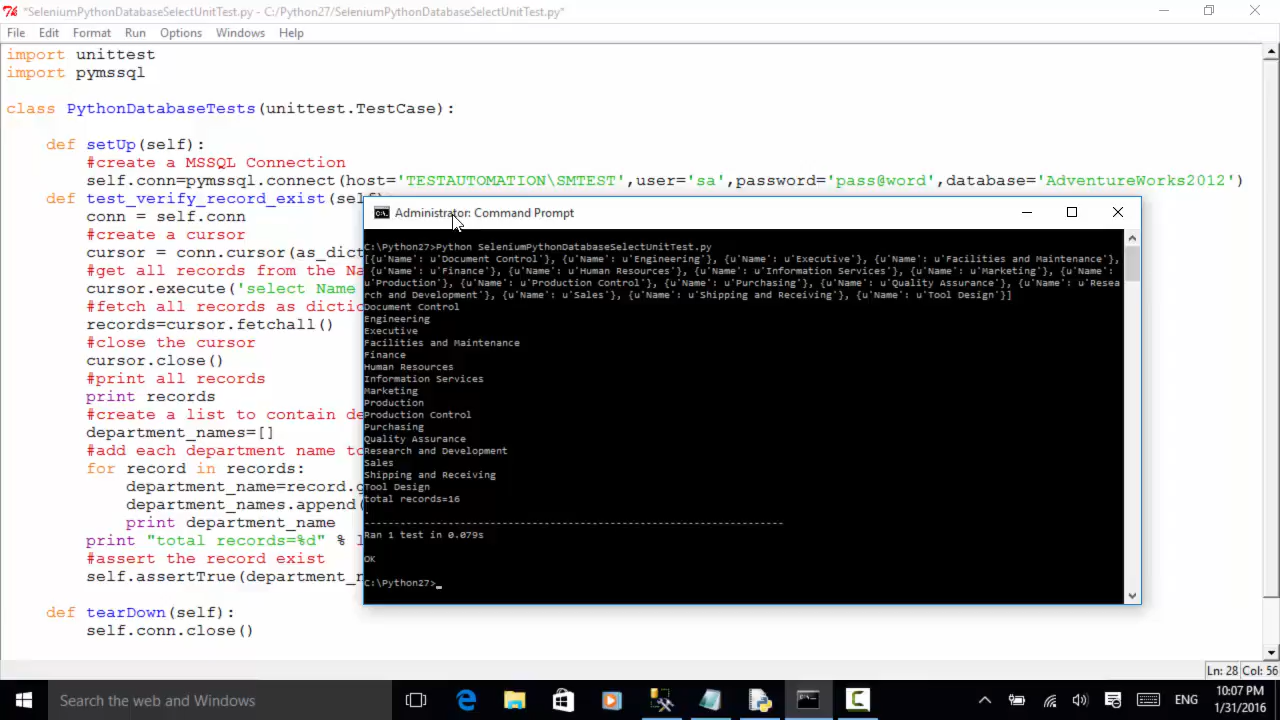 *SeleniumPythonDatabaseSelectUnitTest.py - C:/Python27/SeleniumPythonDatabaseSelectUnitTest.py*
File Edit Format Run Options Windows Help
import unittest
import pymssql
class PythonDatabaseTests(unittest.TestCase):
def setUp(self):
#create a MSSQL Connection
self.conn=pymssql.connect(host='TESTAUTOMATION\SMTEST',user='sa',password='pass@word',database='AdventureWorks2012')
def test_verify_record_exist(self
conn = self.conn
#create a cursor
cursor = conn.cursor(as_dict
#get all records from the Na
cursor.execute('select Name
#fetch all records as dictio
records=cursor.fetchall()
#close the cursor
cursor.close()
#print all records
print records
#create a list to contain de
department_names=[]
#add each department name to
for record in records:
department_name=record.g
department_names.append(
print department_name
print "total records=%d" % l
#assert the record exist
self.assertTrue(department_n
def tearDown(self):
self.conn.close()
Administrator: Command Prompt
C:\Python27>Python SeleniumPythonDatabaseSelectUnitTest.py
[{u'Name': u'Document Control'}, {u'Name': u'Engineering'}, {u'Name': u'Executive'}, {u'Name': u'Facilities and Maintenance'},
{u'Name': u'Finance'}, {u'Name': u'Human Resources'}, {u'Name': u'Information Services'}, {u'Name': u'Marketing'}, {u'Name':
u'Production'}, {u'Name': u'Production Control'}, {u'Name': u'Purchasing'}, {u'Name': u'Quality Assurance'}, {u'Name': u'Resea
rch and Development'}, {u'Name': u'Sales'}, {u'Name': u'Shipping and Receiving'}, {u'Name': u'Tool Design'}]
Document Control
Engineering
Executive
Facilities and Maintenance
Finance
Human Resources
Information Services
Marketing
Production
Production Control
Purchasing
Quality Assurance
Research and Development
Sales
Shipping and Receiving
Tool Design
total records=16
.
----------------------------------------------------------------------
Ran 1 test in 0.079s
OK
C:\Python27>_
Ln: 28 Col: 56
Search the web and Windows
ENG
10:07 PM
1/31/2016